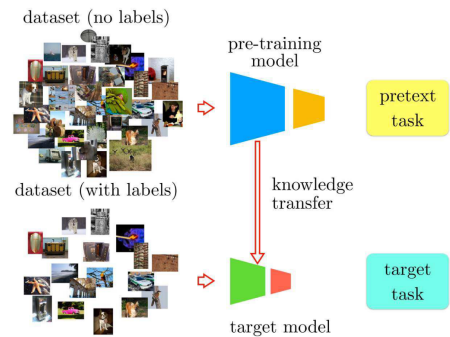 dataset (no labels)
pre-training
model
pretext
task
knowledge
transfer
dataset (with labels)
target
task
target model